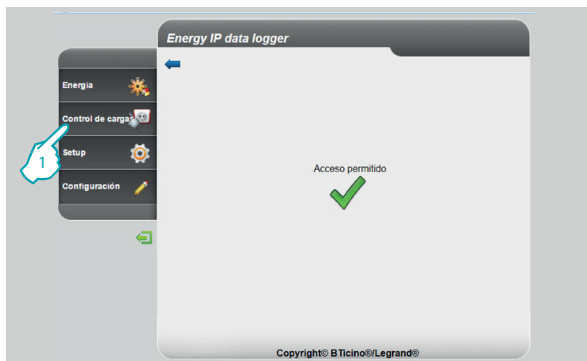 Energy IP data logger
Energia
Control de cargas
1
Setup
Configuración
Acceso permitido
Copyright© BTicino®/Legrand®